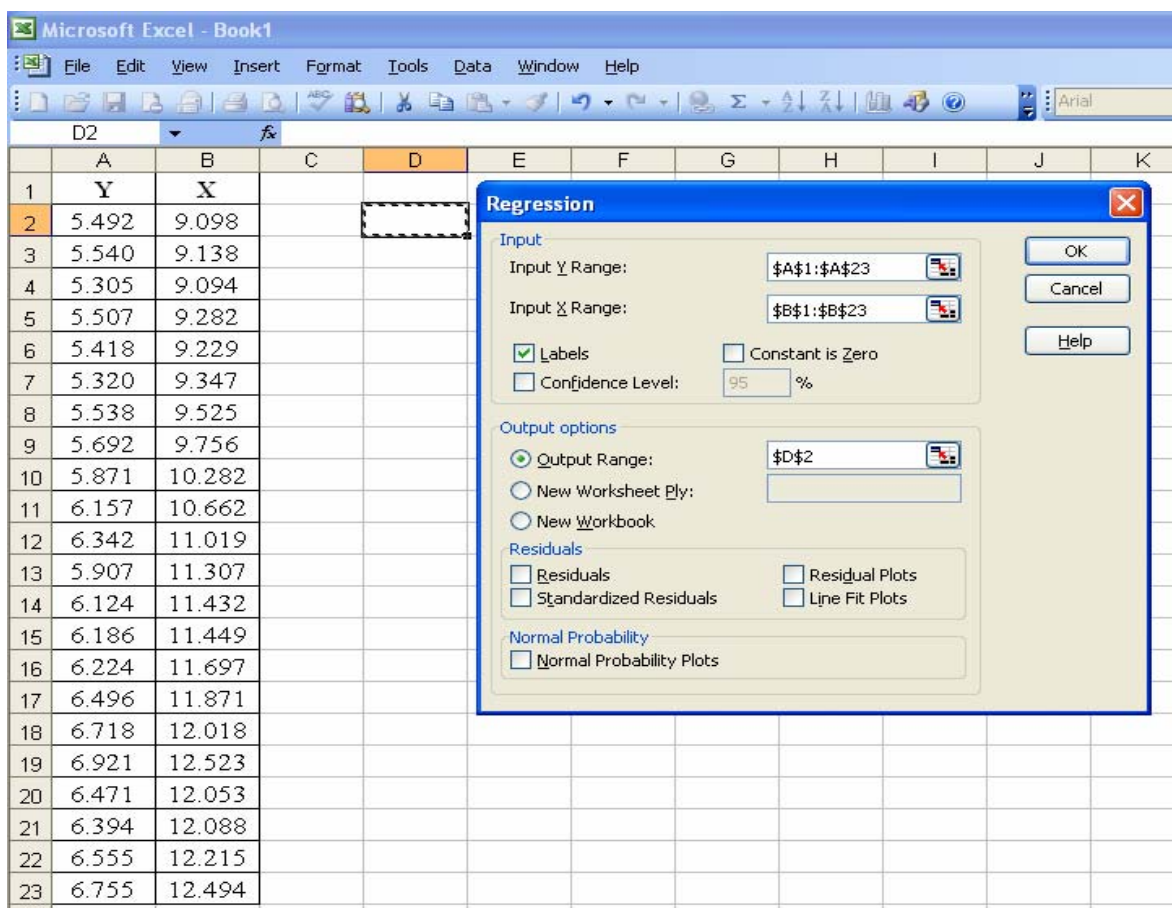 Microsoft Excel - Book1
File Edit View Insert Format Tools Data Window Help
ABC Σ A Z Z A Arial
D2 fx
A B C D E F G H I J K
1 Y X
2 5.492 9.098
3 5.540 9.138
4 5.305 9.094
5 5.507 9.282
6 5.418 9.229
7 5.320 9.347
8 5.538 9.525
9 5.692 9.756
10 5.871 10.282
11 6.157 10.662
12 6.342 11.019
13 5.907 11.307
14 6.124 11.432
15 6.186 11.449
16 6.224 11.697
17 6.496 11.871
18 6.718 12.018
19 6.921 12.523
20 6.471 12.053
21 6.394 12.088
22 6.555 12.215
23 6.755 12.494
Regression
Input
Input Y Range: $A$1:$A$23
Input X Range: $B$1:$B$23
Labels Constant is Zero
Confidence Level: 95 %
OK
Cancel
Help
Output options
Output Range: $D$2
New Worksheet Ply:
New Workbook
Residuals
Residuals Residual Plots
Standardized Residuals Line Fit Plots
Normal Probability
Normal Probability Plots